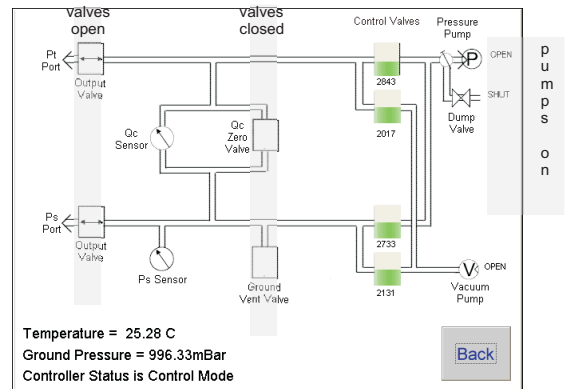 valves
open
valves
closed
Control Valves
Pressure
Pump
Pt
Port
Output
Valve
2843
P
OPEN
SHUT
Dump
Valve
pumps on
Qc
Sensor
Qc
Zero
Valve
2017
Ps
Port
Output
Valve
Ps Sensor
Ground
Vent Valve
2733
2131
V
OPEN
Vacuum
Pump
Temperature = 25.28 C
Ground Pressure = 996.33mBar
Controller Status is Control Mode
Back